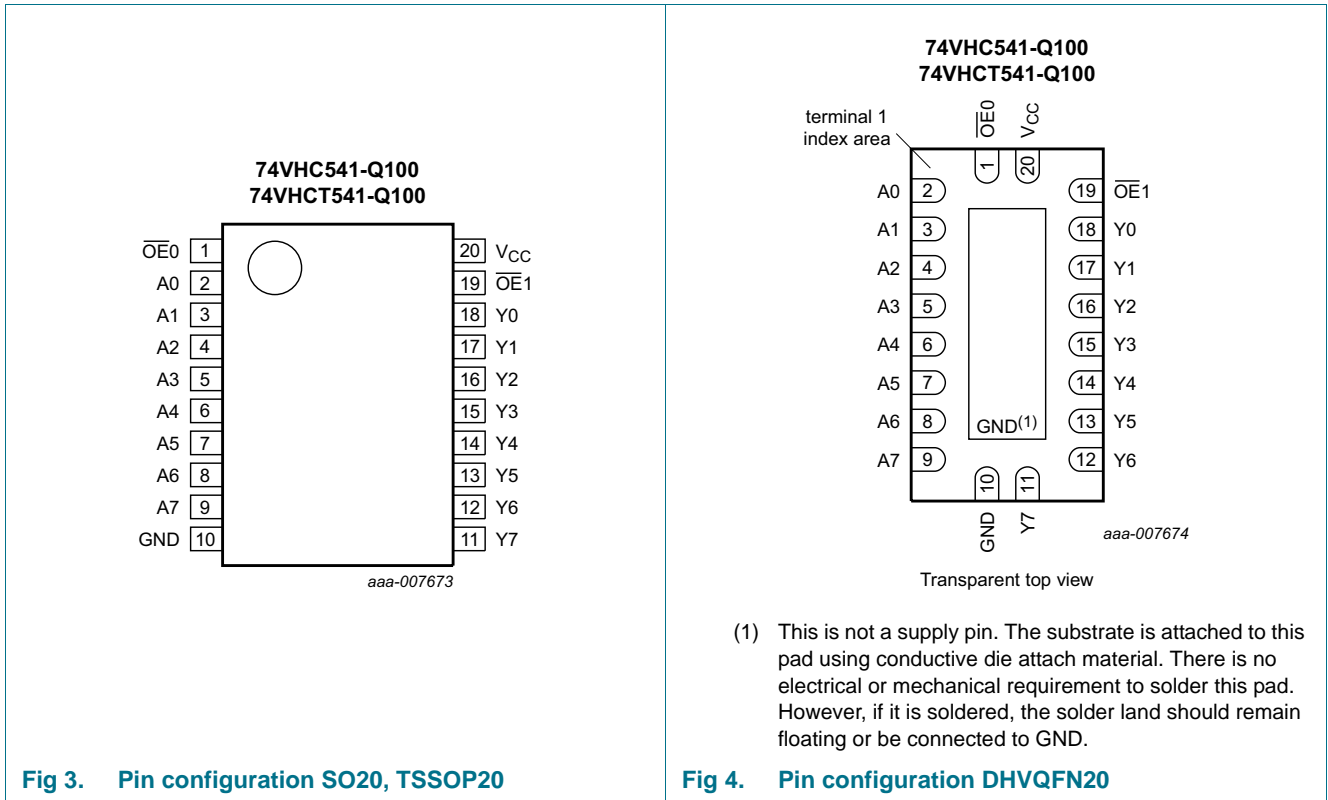 74VHC541-Q100
74VHCT541-Q100
OE0 1
A0 2
A1 3
A2 4
A3 5
A4 6
A5 7
A6 8
A7 9
GND 10
20 VCC
19 OE1
18 Y0
17 Y1
16 Y2
15 Y3
14 Y4
13 Y5
12 Y6
11 Y7
aaa-007673
Fig 3. Pin configuration SO20, TSSOP20
74VHC541-Q100
74VHCT541-Q100
terminal 1
index area
OE0
VCC
1
20
A0 2
A1 3
A2 4
A3 5
A4 6
A5 7
A6 8
A7 9
19 OE1
18 Y0
17 Y1
16 Y2
15 Y3
14 Y4
13 Y5
12 Y6
GND(1)
10
11
GND
Y7
aaa-007674
Transparent top view
(1) This is not a supply pin. The substrate is attached to this
pad using conductive die attach material. There is no
electrical or mechanical requirement to solder this pad.
However, if it is soldered, the solder land should remain
floating or be connected to GND.
Fig 4. Pin configuration DHVQFN20